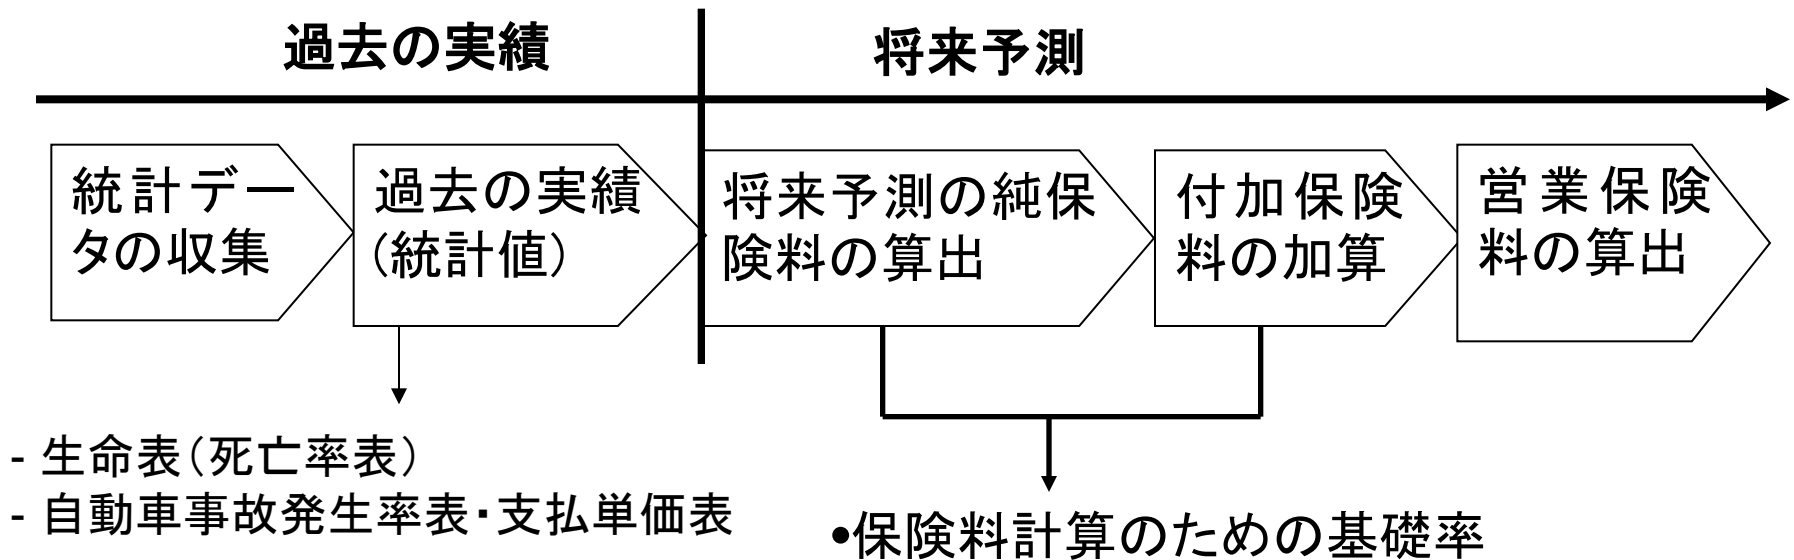 過去の実績
将来予測
統計デー
タの収集
過去の実績
(統計値)
将来予測の純保
険料の算出
付加保険
料の加算
営業保険
料の算出
- 生命表(死亡率表)
- 自動車事故発生率表・支払単価表
•保険料計算のための基礎率